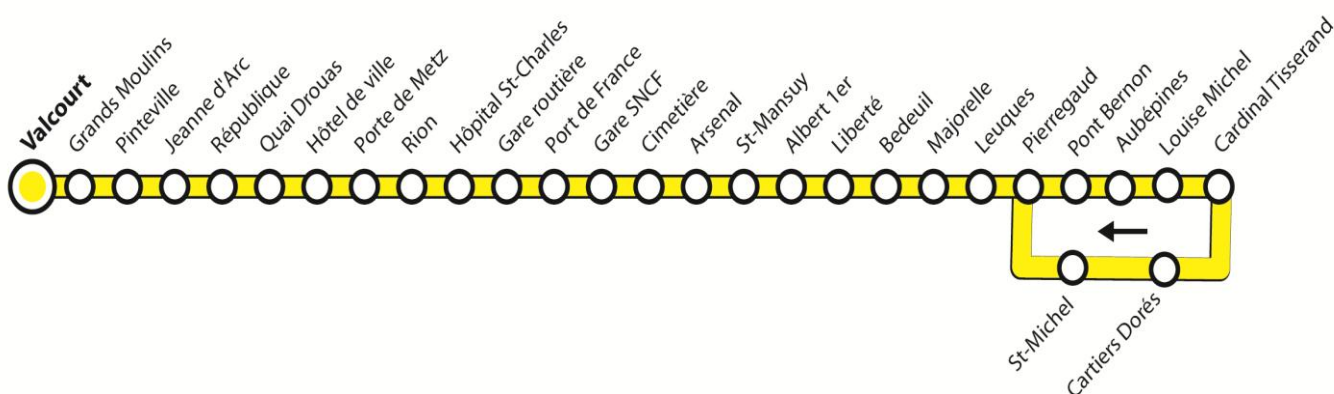 Valcourt
Grands Moulins
Pinteville
Jeanne d'Arc
République
Quai Drouas
Hôtel de ville
Porte de Metz
Rion
Hôpital St-Charles
Gare routière
Port de France
Gare SNCF
Cimetière
Arsenal
St-Mansuy
Albert 1er
Liberté
Bedeuil
Majorelle
Leuques
Pierregaud
Pont Bernon
Aubépines
Louise Michel
Cardinal Tisserand
St-Michel
Cartiers Dorés